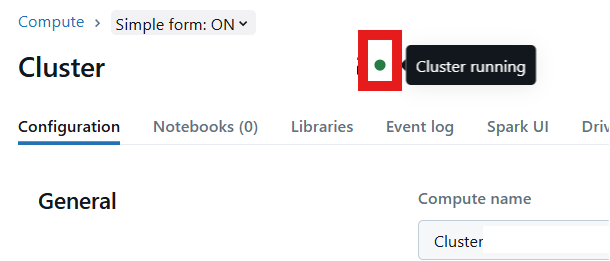 Compute > Simple form: ON
Cluster
Cluster running
Configuration Notebooks (0) Libraries Event log Spark UI
General
Compute name
Cluster